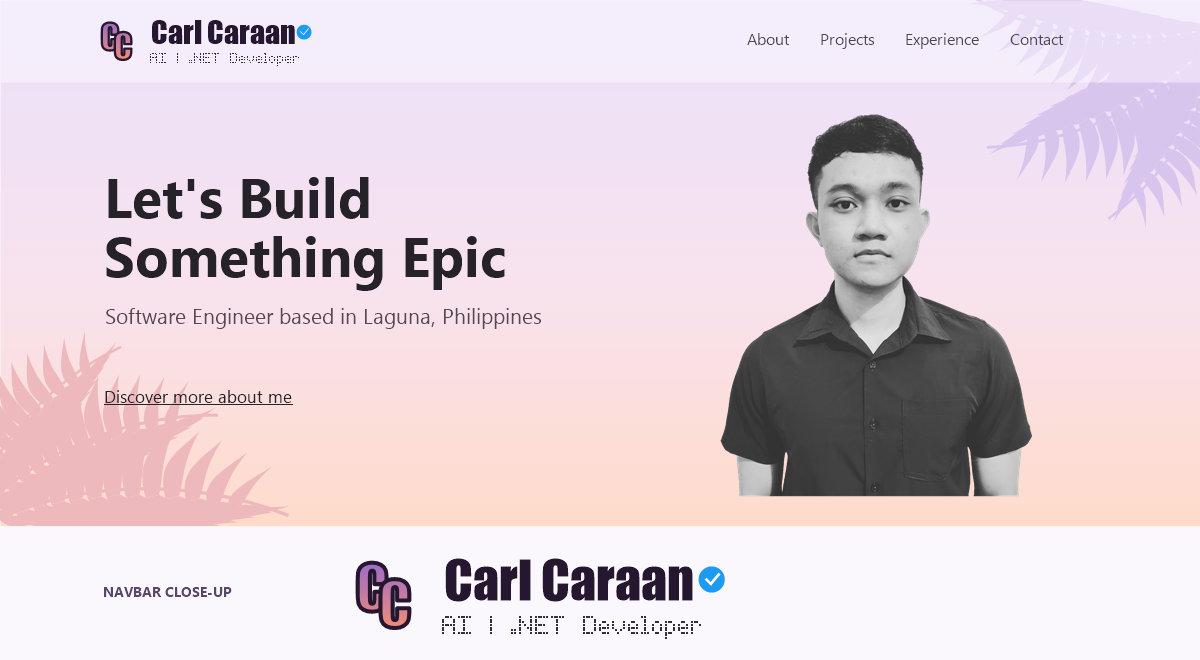 CC
Carl Caraan
AI | .NET Developer
About Projects Experience Contact
Let's Build
Something Epic
Software Engineer based in Laguna, Philippines
Discover more about me
NAVBAR CLOSE-UP
CC
Carl Caraan
AI | .NET Developer